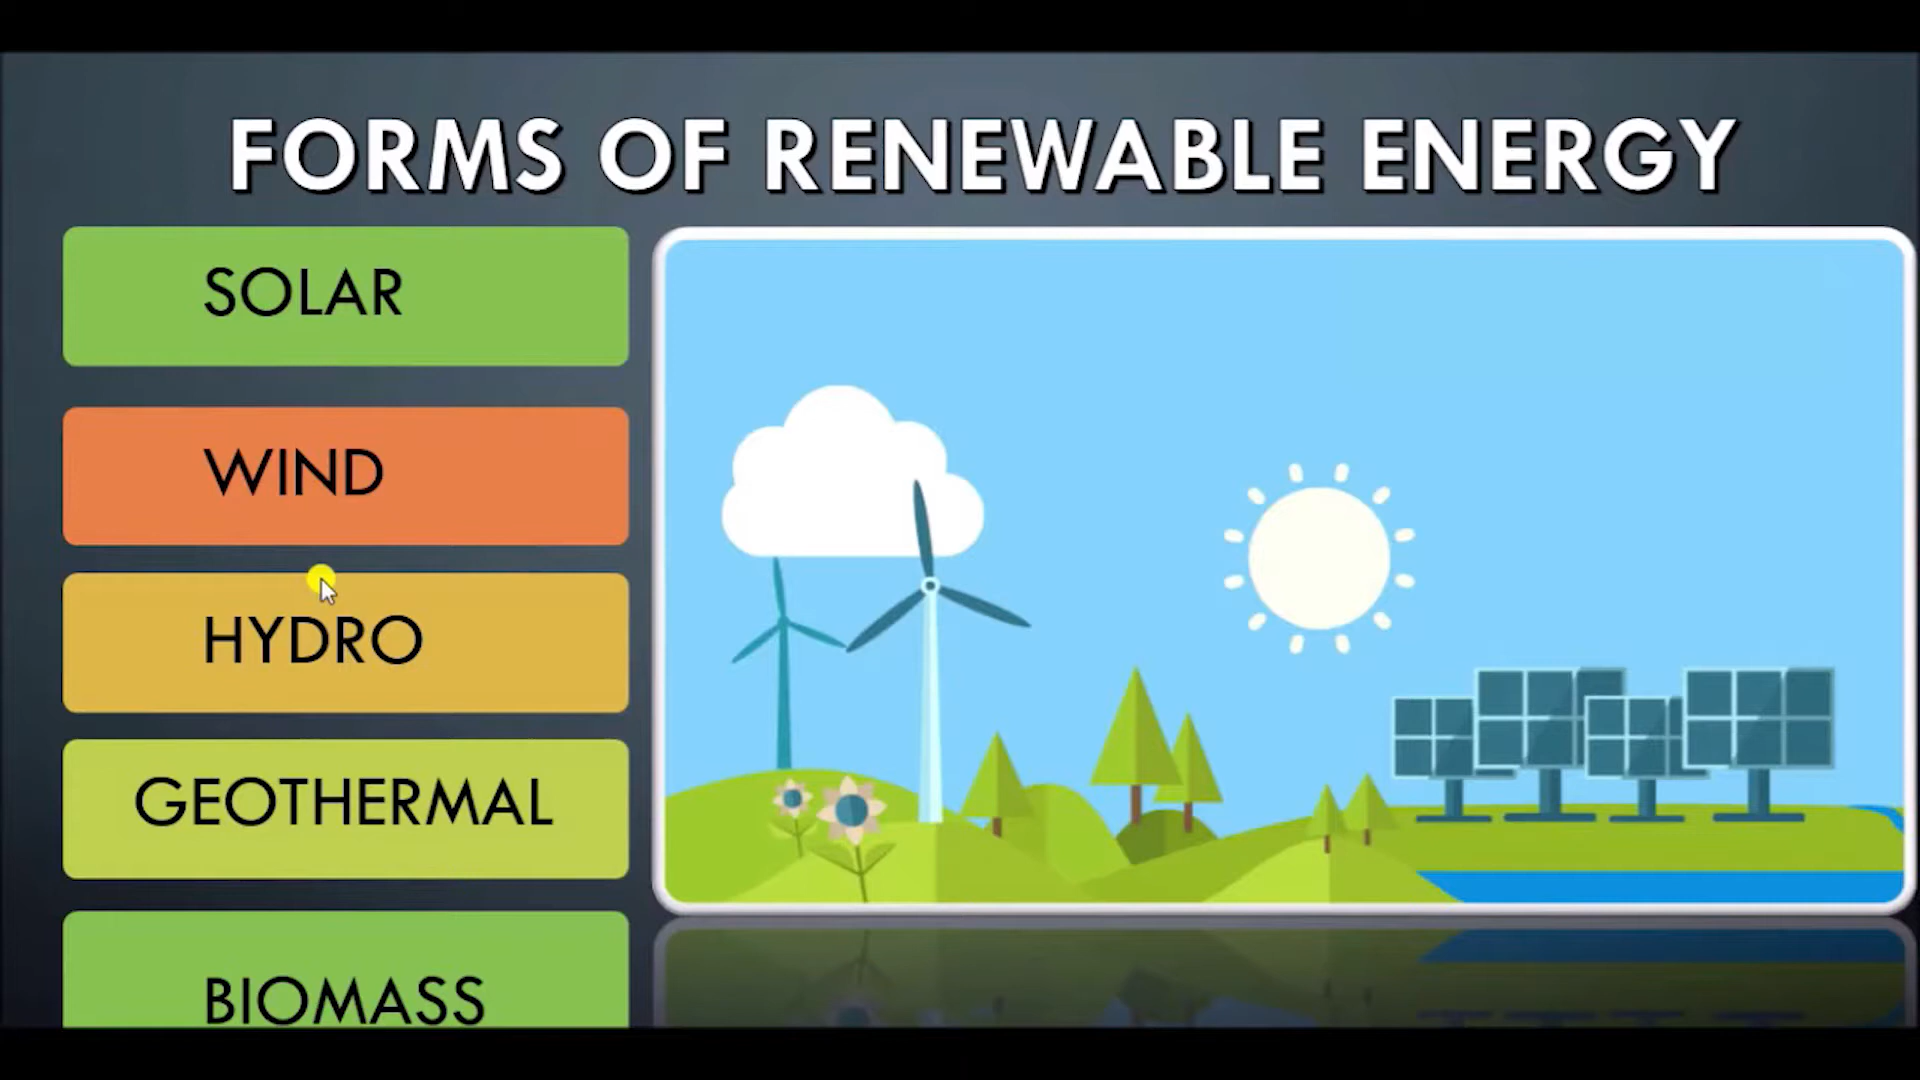 FORMS OF RENEWABLE ENERGY
SOLAR
WIND
HYDRO
GEOTHERMAL
BIOMASS